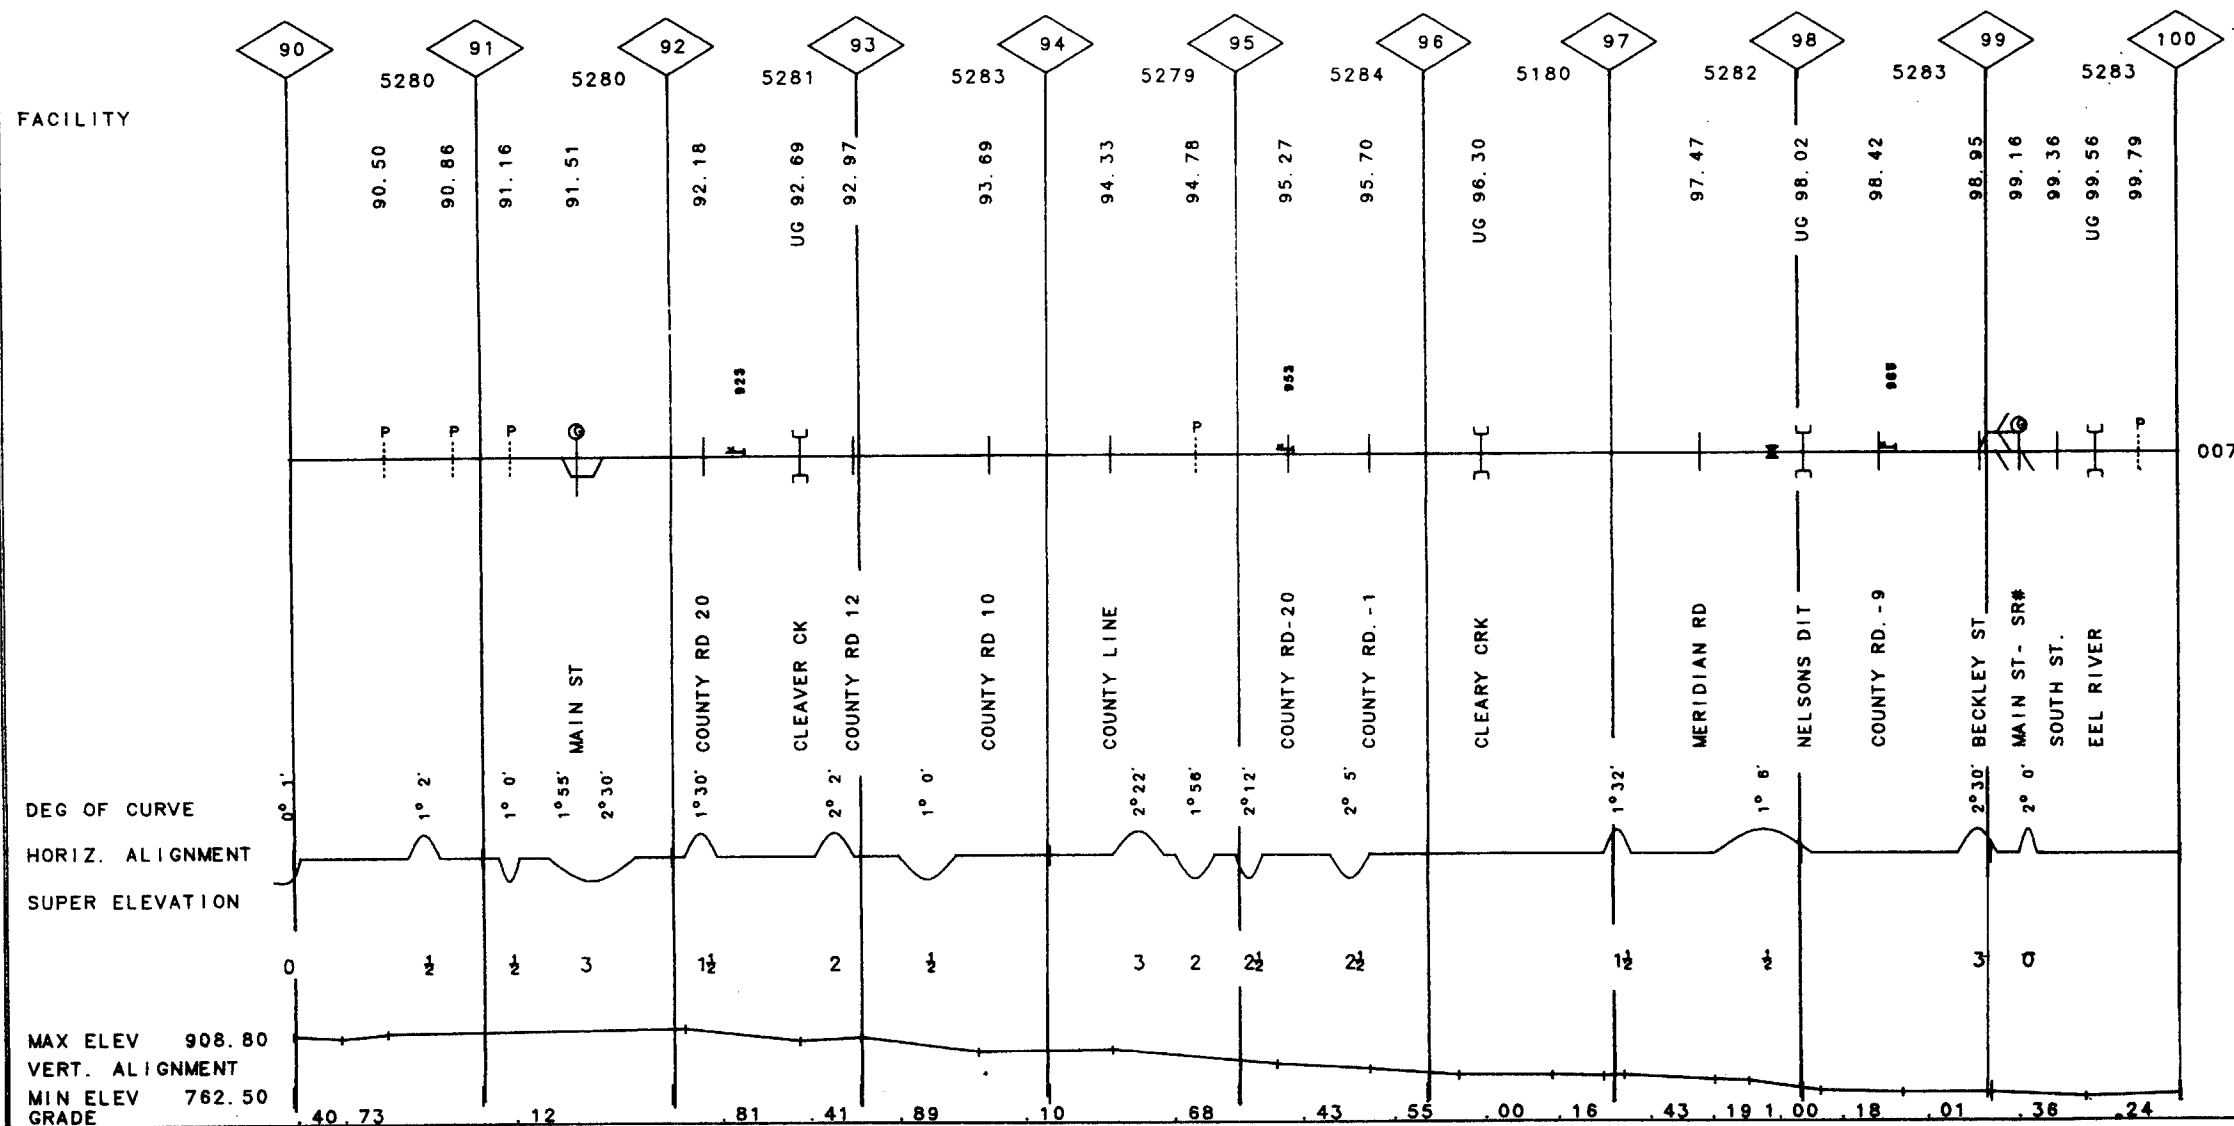 90 91 92 93 94 95 96 97 98 99 100
5280 5280 5281 5283 5279 5284 5180 5282 5283 5283
FACILITY
90.50 90.86 91.16 91.51 92.18 UG 92.69 92.97 93.69 94.33 94.78 95.27 95.70 UG 96.30 97.47 UG 98.02 98.42 98.95 99.16 99.36 UG 99.56 99.79
P P P P P
007
MAIN ST COUNTY RD 20 CLEAVER CK COUNTY RD 12 COUNTY RD 10 COUNTY LINE COUNTY RD-20 COUNTY RD.-1 CLEARY CRK MERIDIAN RD NELSONS DIT COUNTY RD.-9 BECKLEY ST MAIN ST- SR# SOUTH ST. EEL RIVER
DEG OF CURVE 0° 1' 1° 2' 1° 0' 1°55' 2°30' 1°30' 2° 2' 1° 0' 2°22' 1°56' 2°12' 2° 5' 1°32' 1° 6' 2°30' 2° 0'
HORIZ. ALIGNMENT
SUPER ELEVATION
0 ½ ½ 3 1½ 2 ½ 3 2 2½ 2½ 1½ ½ 3 0
MAX ELEV 908.80
VERT. ALIGNMENT
MIN ELEV 762.50
GRADE .40 .73 .12 .81 .41 .89 .10 .68 .43 .55 .00 .16 .43 .19 1.00 .18 .01 .36 .24